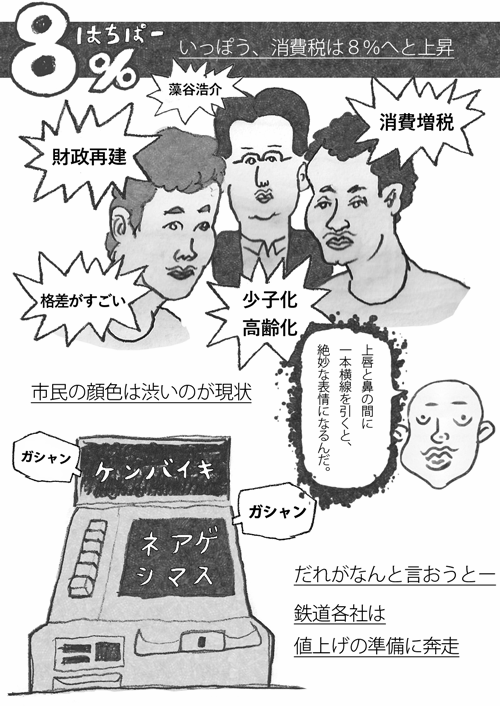 8%
はちぱー
いっぽう、消費税は８％へと上昇
藻谷浩介
財政再建
消費増税
格差がすごい
少子化
高齢化
上唇と鼻の間に
一本横線を引くと、
絶妙な表情になるんだ。
市民の顔色は渋いのが現状
ガシャン
ケンバイキ
ガシャン
ネアゲ
シマス
だれがなんと言おうとー
鉄道各社は
値上げの準備に奔走